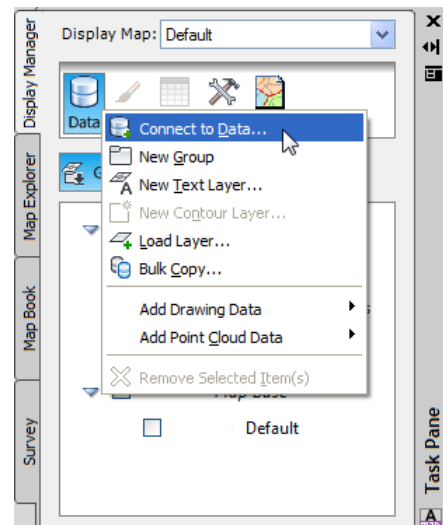 Display Map: Default
Data
Connect to Data...
New Group
New Text Layer...
New Contour Layer...
Load Layer...
Bulk Copy...
Add Drawing Data
Add Point Cloud Data
Remove Selected Item(s)
Map Base
Default
Display Manager
Map Explorer
Map Book
Survey
Task Pane